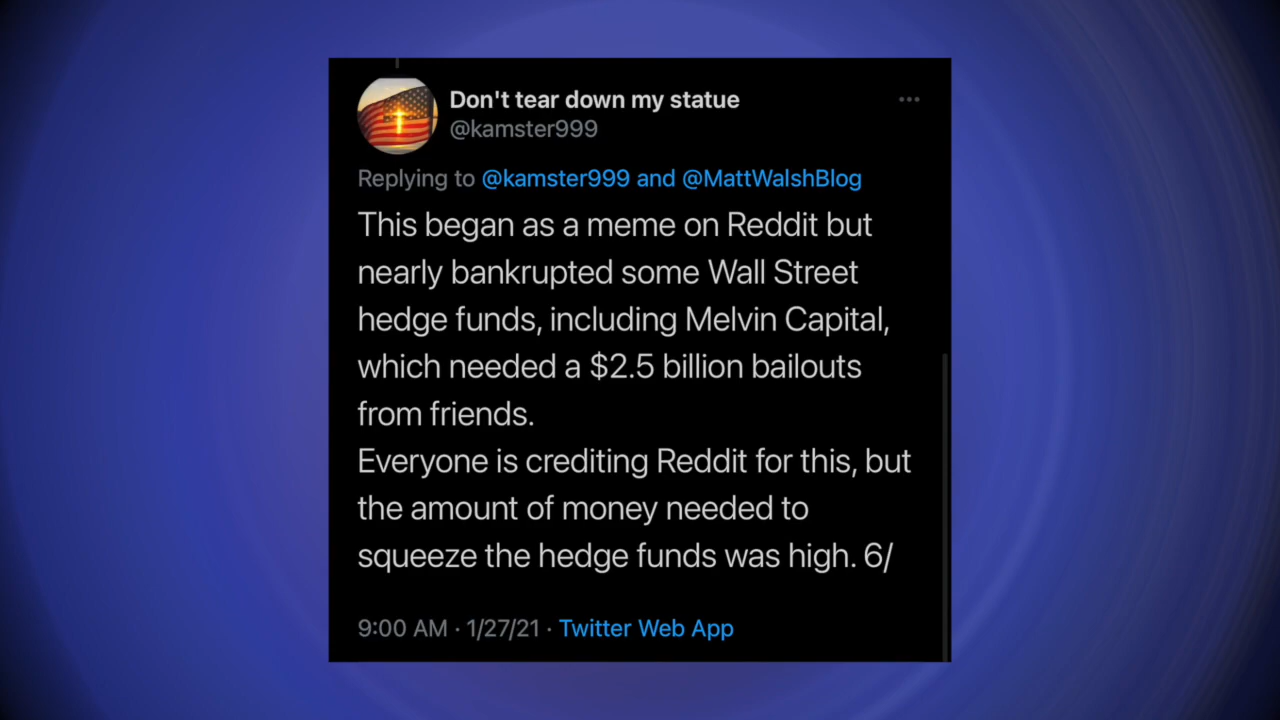 Don't tear down my statue
@kamster999
Replying to @kamster999 and @MattWalshBlog
This began as a meme on Reddit but
nearly bankrupted some Wall Street
hedge funds, including Melvin Capital,
which needed a $2.5 billion bailouts
from friends.
Everyone is crediting Reddit for this, but
the amount of money needed to
squeeze the hedge funds was high. 6/
9:00 AM · 1/27/21 · Twitter Web App